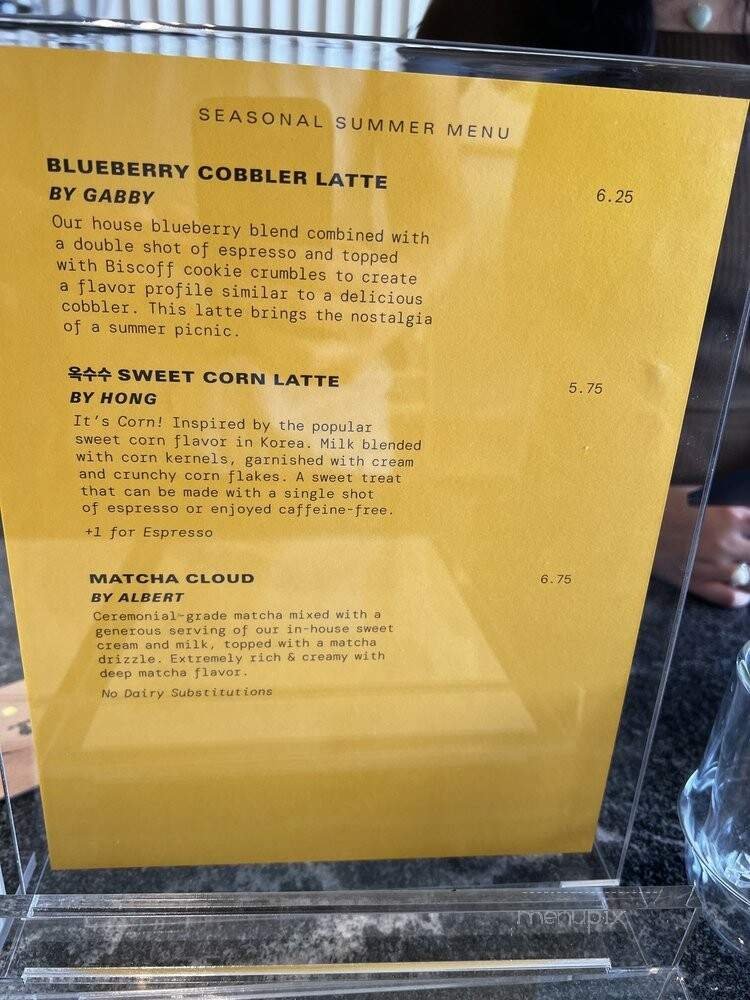 SEASONAL SUMMER MENU
BLUEBERRY COBBLER LATTE 6.25
BY GABBY
Our house blueberry blend combined with
a double shot of espresso and topped
with Biscoff cookie crumbles to create
a flavor profile similar to a delicious
cobbler. This latte brings the nostalgia
of a summer picnic.
옥수수 SWEET CORN LATTE 5.75
BY HONG
It's Corn! Inspired by the popular
sweet corn flavor in Korea. Milk blended
with corn kernels, garnished with cream
and crunchy corn flakes. A sweet treat
that can be made with a single shot
of espresso or enjoyed caffeine-free.
+1 for Espresso
MATCHA CLOUD 6.75
BY ALBERT
Ceremonial-grade matcha mixed with a
generous serving of our in-house sweet
cream and milk, topped with a matcha
drizzle. Extremely rich & creamy with
deep matcha flavor.
No Dairy Substitutions
menupix